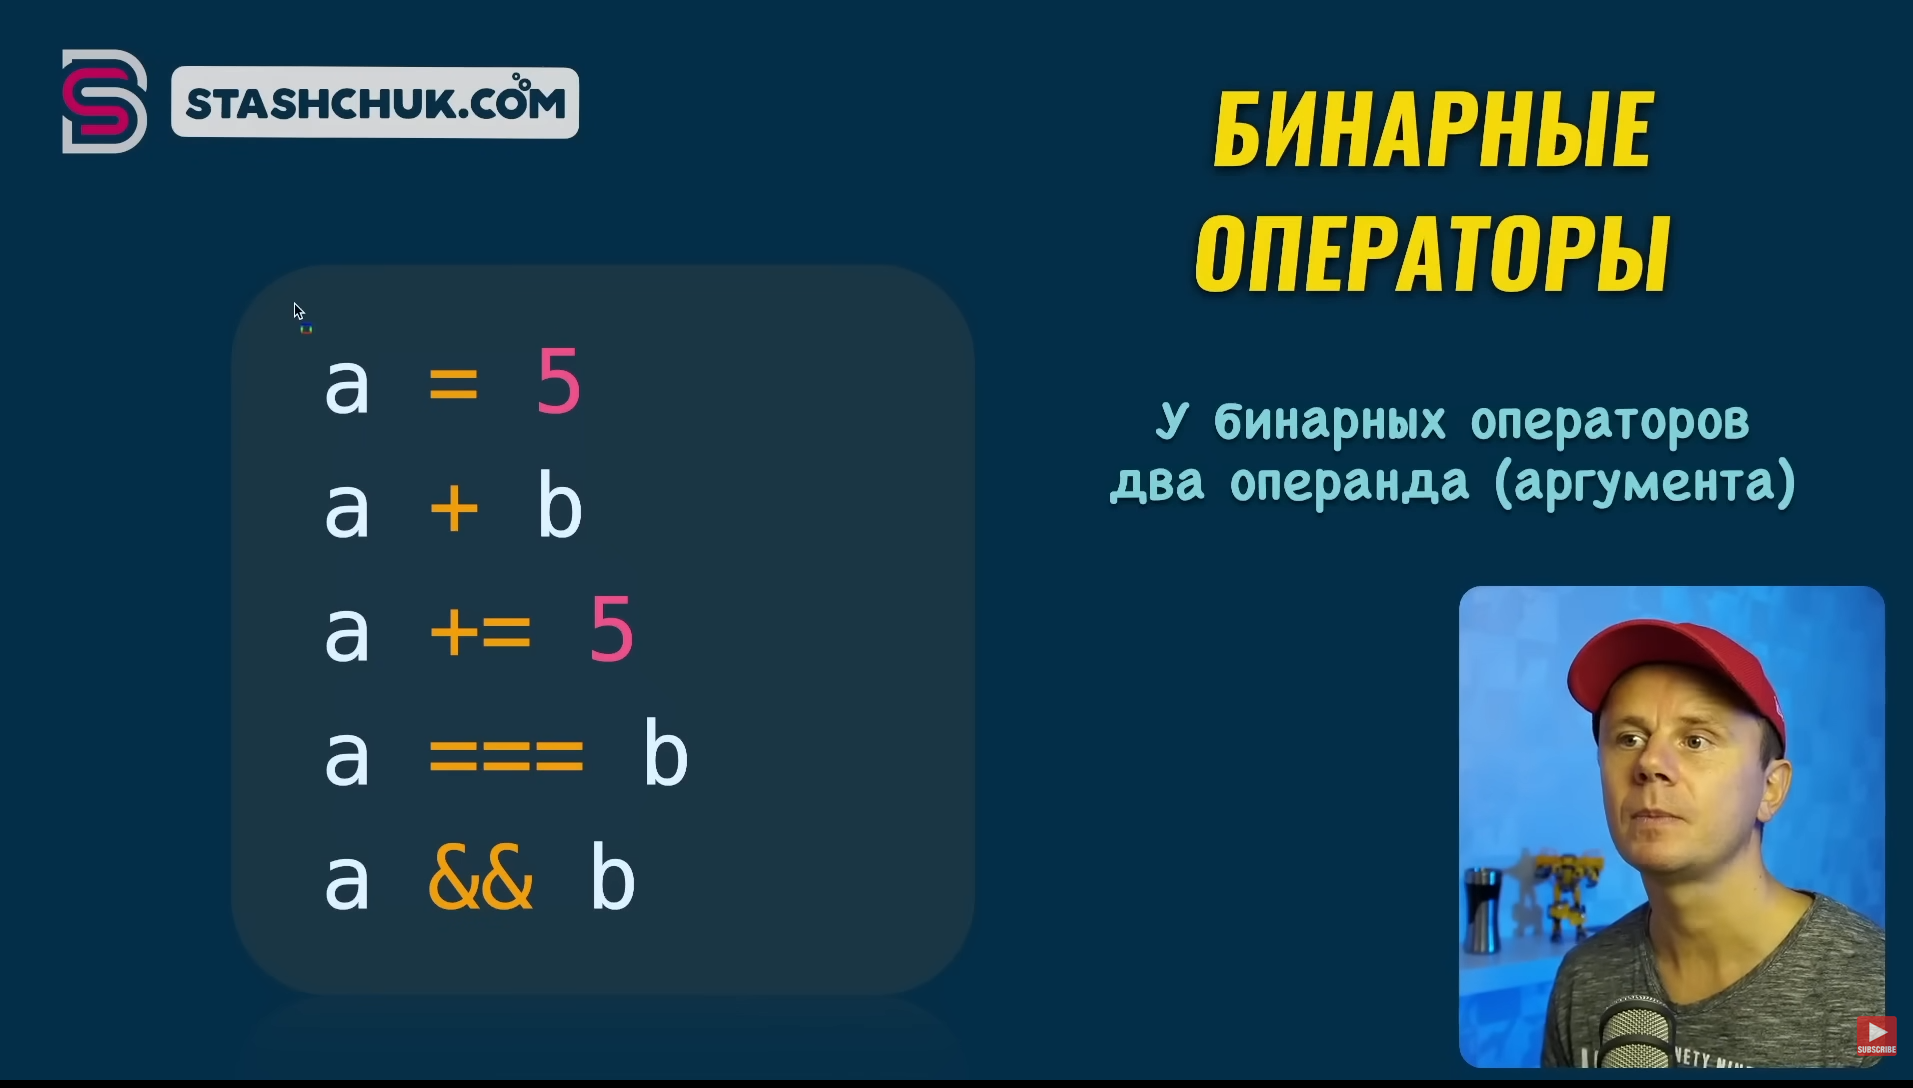 STASHCHUK.COM
БИНАРНЫЕ
ОПЕРАТОРЫ
a = 5
a + b
a += 5
a === b
a && b
У бинарных операторов
два операнда (аргумента)
SUBSCRIBE